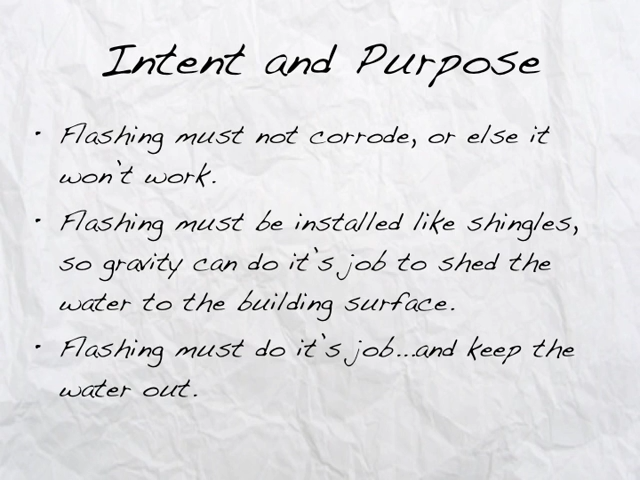 Intent and Purpose
• Flashing must not corrode, or else it
won't work.
• Flashing must be installed like shingles,
so gravity can do it's job to shed the
water to the building surface.
• Flashing must do it's job...and keep the
water out.